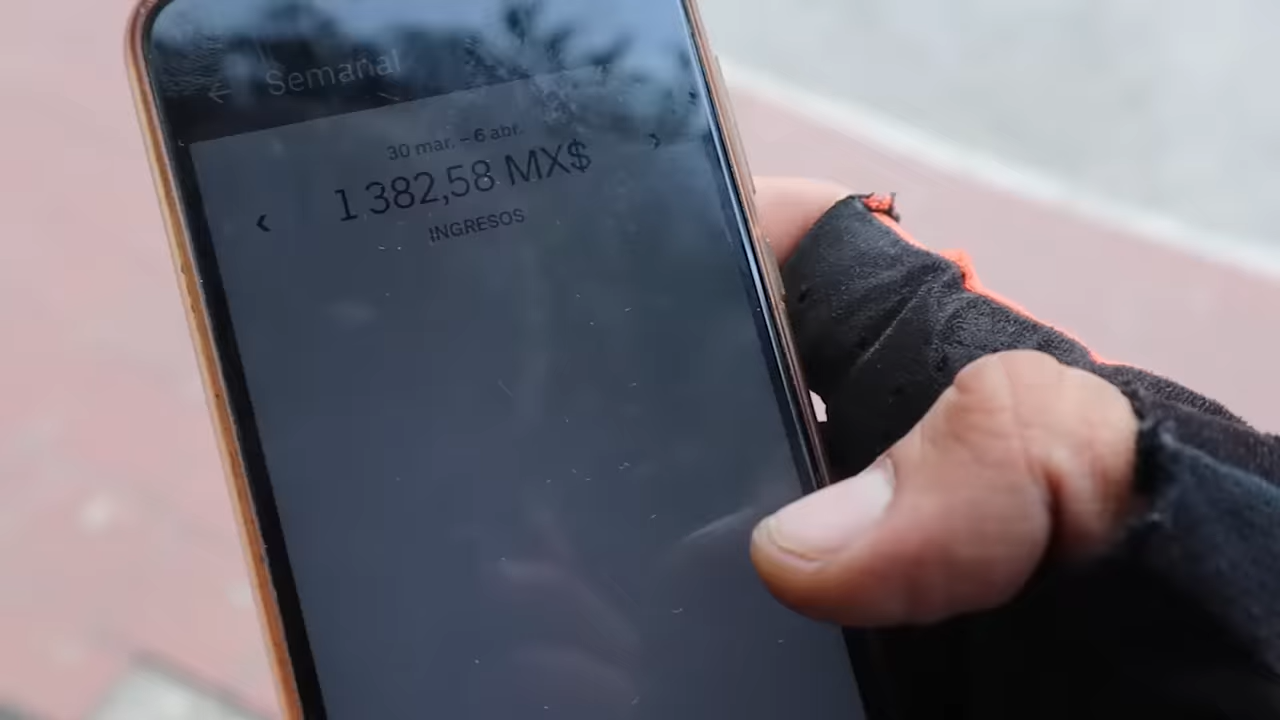 ← Semanal
30 mar. – 6 abr.
1 382,58 MX$
INGRESOS